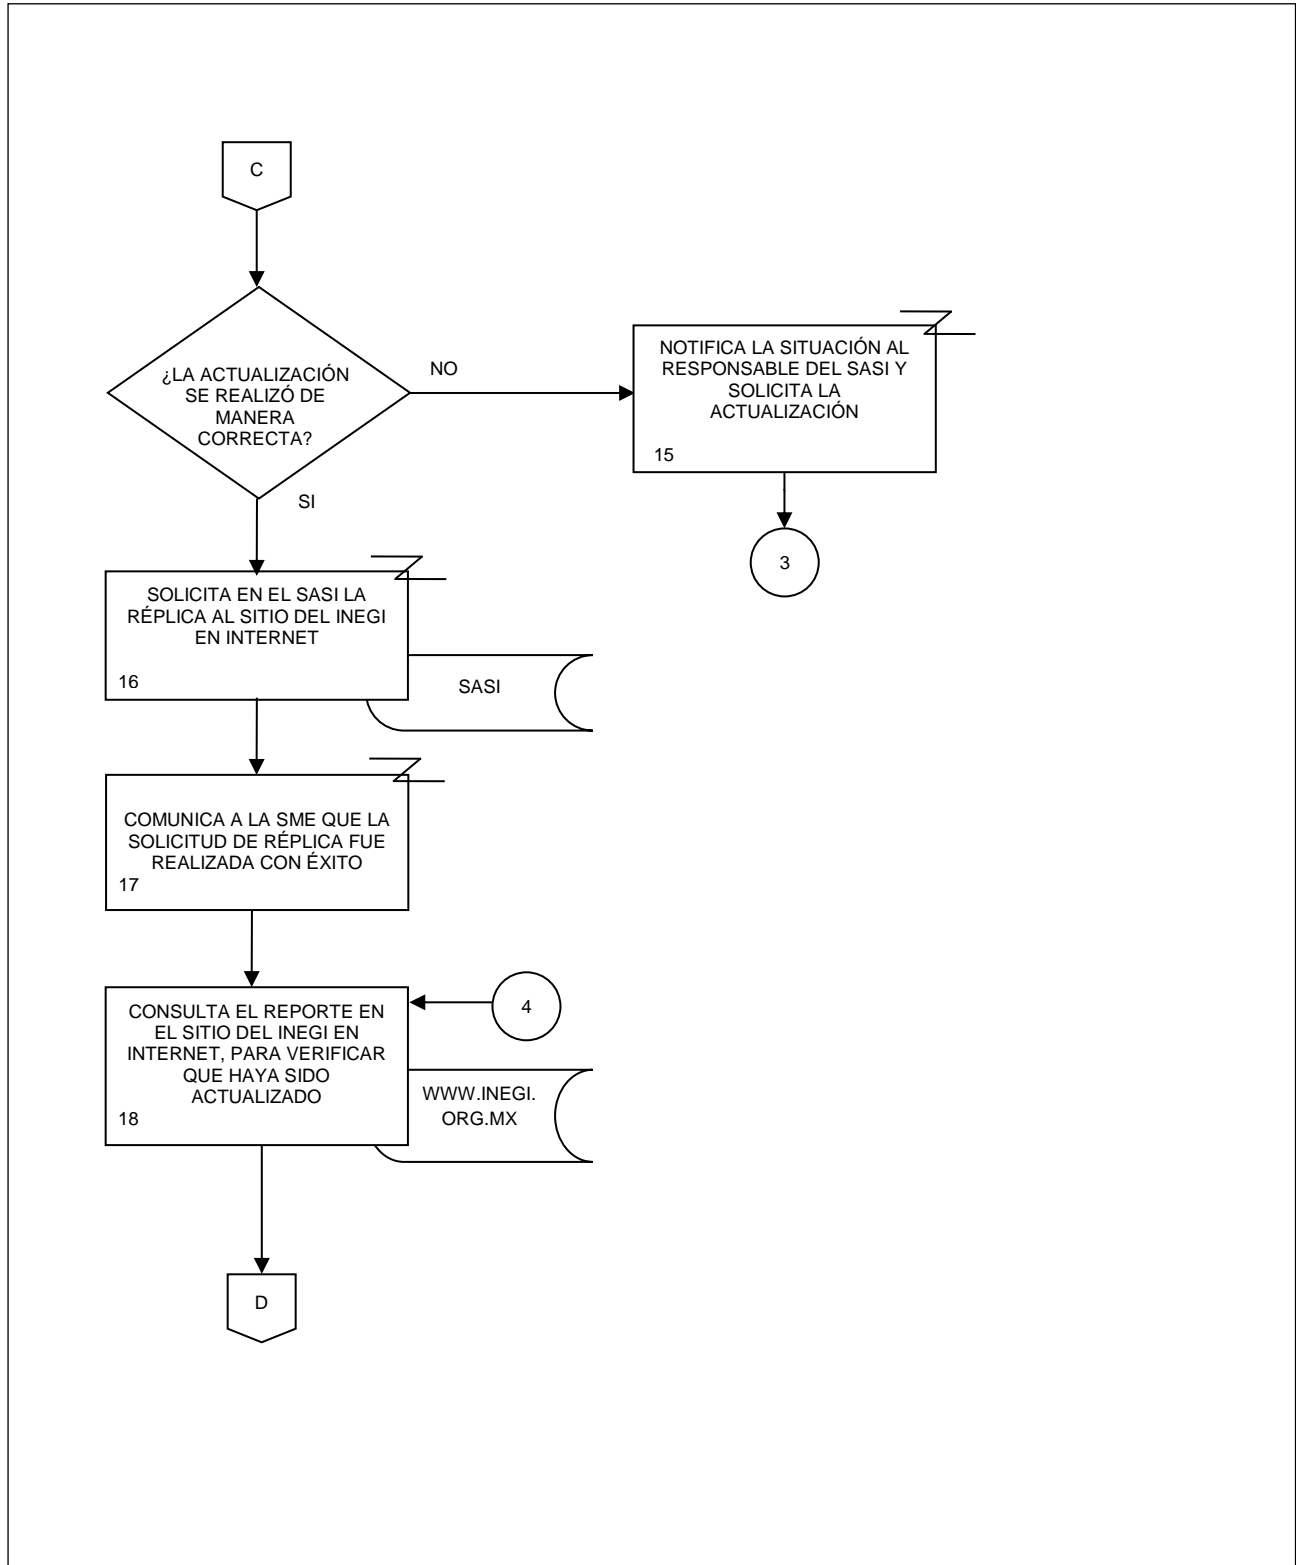 C
¿LA ACTUALIZACIÓN
SE REALIZÓ DE
MANERA
CORRECTA?
NO
NOTIFICA LA SITUACIÓN AL
RESPONSABLE DEL SASI Y
SOLICITA LA
ACTUALIZACIÓN
15
3
SI
SOLICITA EN EL SASI LA
RÉPLICA AL SITIO DEL INEGI
EN INTERNET
16
SASI
COMUNICA A LA SME QUE LA
SOLICITUD DE RÉPLICA FUE
REALIZADA CON ÉXITO
17
CONSULTA EL REPORTE EN
EL SITIO DEL INEGI EN
INTERNET, PARA VERIFICAR
QUE HAYA SIDO
ACTUALIZADO
18
4
WWW.INEGI.
ORG.MX
D